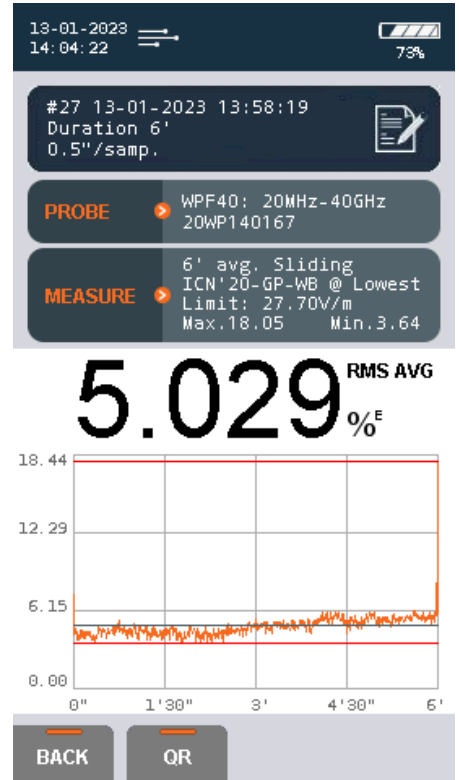 13-01-2023
14:04:22
73%
#27 13-01-2023 13:58:19
Duration 6'
0.5"/samp.
PROBE
WPF40: 20MHz-40GHz
20WP140167
MEASURE
6' avg. Sliding
ICN'20-GP-WB @ Lowest
Limit: 27.70V/m
Max.18.05 Min.3.64
5.029 RMS AVG
%E
18.44
12.29
6.15
0.00
0" 1'30" 3' 4'30" 6'
BACK QR